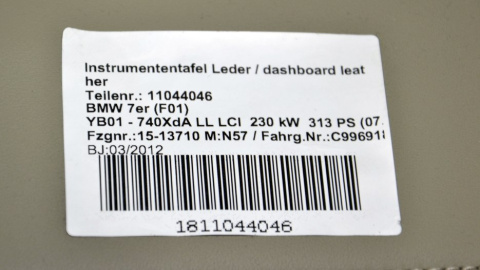 Instrumententafel Leder / dashboard leat
her
Teilenr.: 11044046
BMW 7er (F01)
YB01 - 740XdA LL LCI 230 kW 313 PS (07.
Fzgnr.:15-13710 M:N57 / Fahrg.Nr.:C996918
BJ:03/2012
1811044046